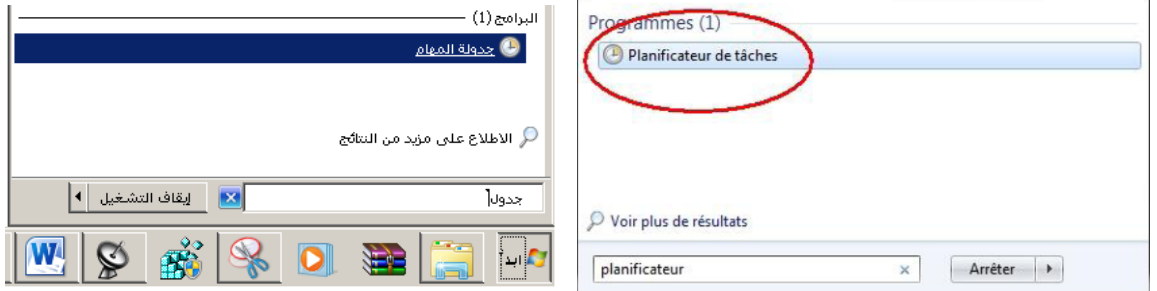 البرامج (1)
جدولة المهام
الاطلاع على مزيد من النتائج
جدول
إيقاف التشغيل
ابدأ
Programmes (1)
Planificateur de tâches
Voir plus de résultats
planificateur
Arrêter